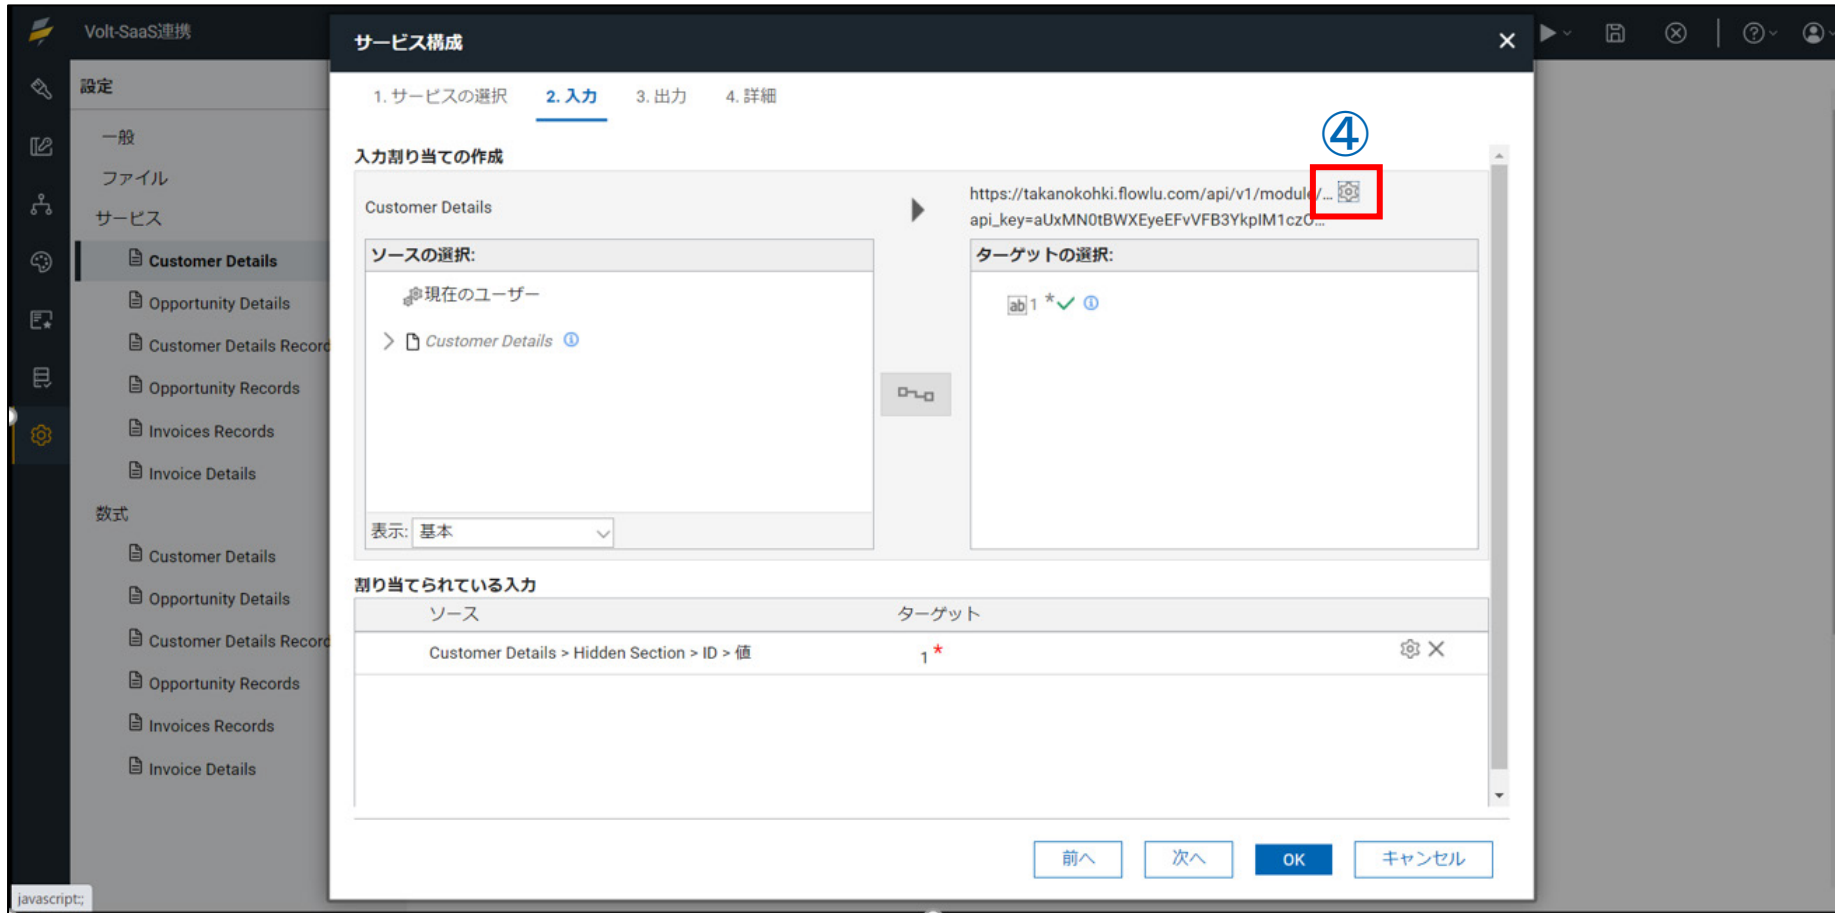 Volt-SaaS連携
設定
一般
ファイル
サービス
Customer Details
Opportunity Details
Customer Details Record
Opportunity Records
Invoices Records
Invoice Details
数式
Customer Details
Opportunity Details
Customer Details Record
Opportunity Records
Invoices Records
Invoice Details
javascript:;
サービス構成
1. サービスの選択 2. 入力 3. 出力 4. 詳細
④
入力割り当ての作成
Customer Details
https://takanokohki.flowlu.com/api/v1/module/...
ソースの選択:
現在のユーザー
Customer Details
表示: 基本
ターゲットの選択:
ab 1 *
割り当てられている入力
ソース ターゲット
Customer Details > Hidden Section > ID > 値 1 *
前へ 次へ OK キャンセル